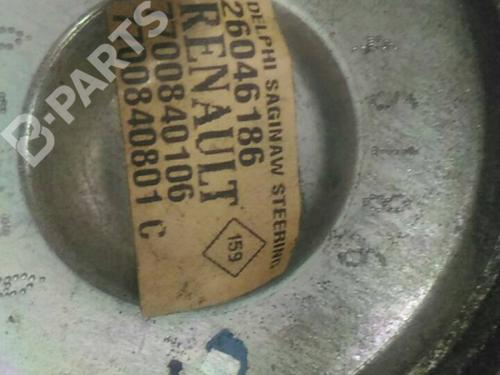 DELPHI SAGINAW STEERING
26046186
RENAULT
7700840106
7700840801 C
159
B-PARTS